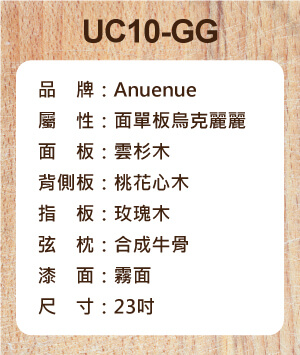 UC10-GG
品　牌：Anuenue
屬　性：面單板烏克麗麗
面　板：雲杉木
背側板：桃花心木
指　板：玫瑰木
弦　枕：合成牛骨
漆　面：霧面
尺　寸：23吋